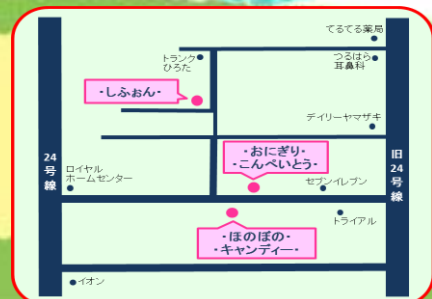 てるてる薬局
トランク
ひろた
つるはら
耳鼻科
・しふぉん・
デイリーヤマザキ
・おにぎり・
・こんぺいとう・
24号線
旧24号線
ロイヤル
ホームセンター
セブンイレブン
・ほのぼの・
・キャンディー・
トライアル
イオン